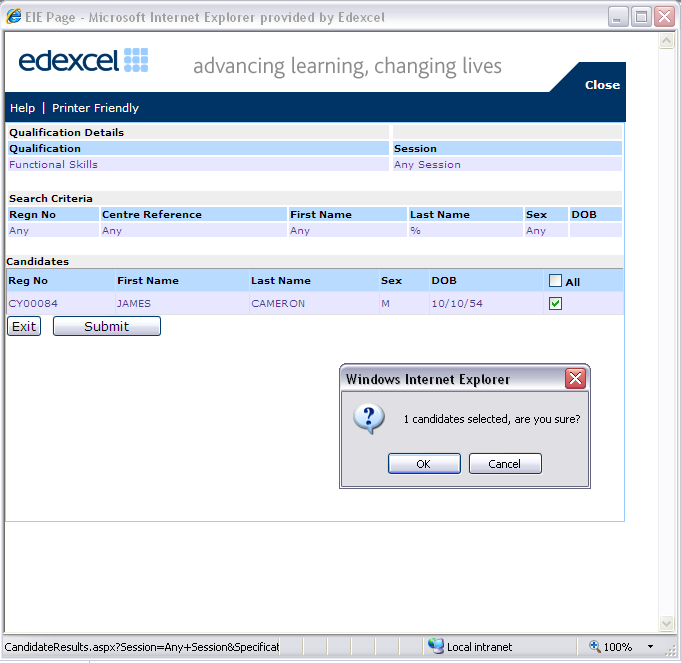 EIE Page - Microsoft Internet Explorer provided by Edexcel
edexcel advancing learning, changing lives
Close
Help | Printer Friendly
Qualification Details
Qualification Session
Functional Skills Any Session
Search Criteria
Regn No Centre Reference First Name Last Name Sex DOB
Any Any Any % Any
Candidates
Reg No First Name Last Name Sex DOB All
CY00084 JAMES CAMERON M 10/10/54
Exit Submit
Windows Internet Explorer
? 1 candidates selected, are you sure?
OK Cancel
CandidateResults.aspx?Session=Any+Session&Specificat Local intranet 100%